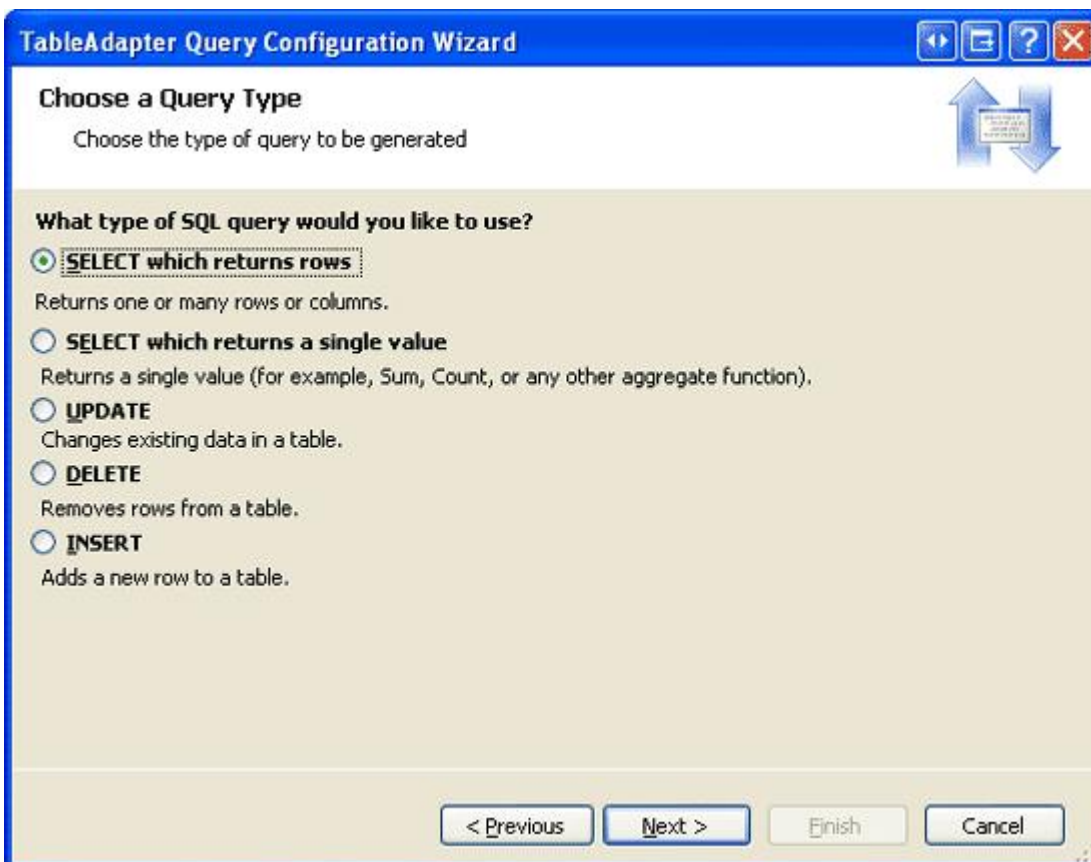 TableAdapter Query Configuration Wizard
Choose a Query Type
Choose the type of query to be generated
What type of SQL query would you like to use?
SELECT which returns rows
Returns one or many rows or columns.
SELECT which returns a single value
Returns a single value (for example, Sum, Count, or any other aggregate function).
UPDATE
Changes existing data in a table.
DELETE
Removes rows from a table.
INSERT
Adds a new row to a table.
< Previous Next > Finish Cancel